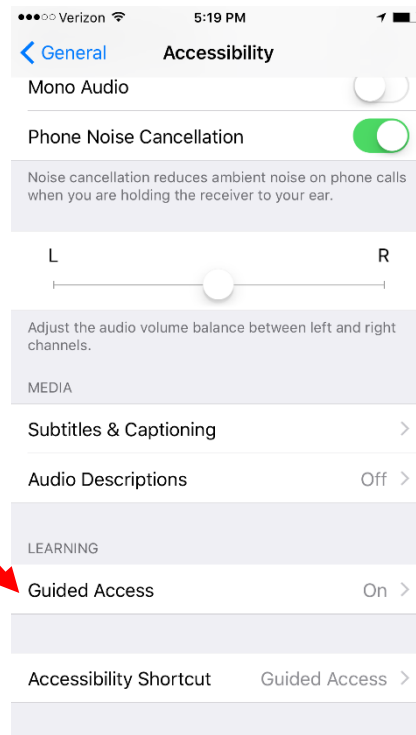 Verizon 5:19 PM
General Accessibility
Mono Audio
Phone Noise Cancellation
Noise cancellation reduces ambient noise on phone calls
when you are holding the receiver to your ear.
L R
Adjust the audio volume balance between left and right
channels.
MEDIA
Subtitles & Captioning
Audio Descriptions Off
LEARNING
Guided Access On
Accessibility Shortcut Guided Access